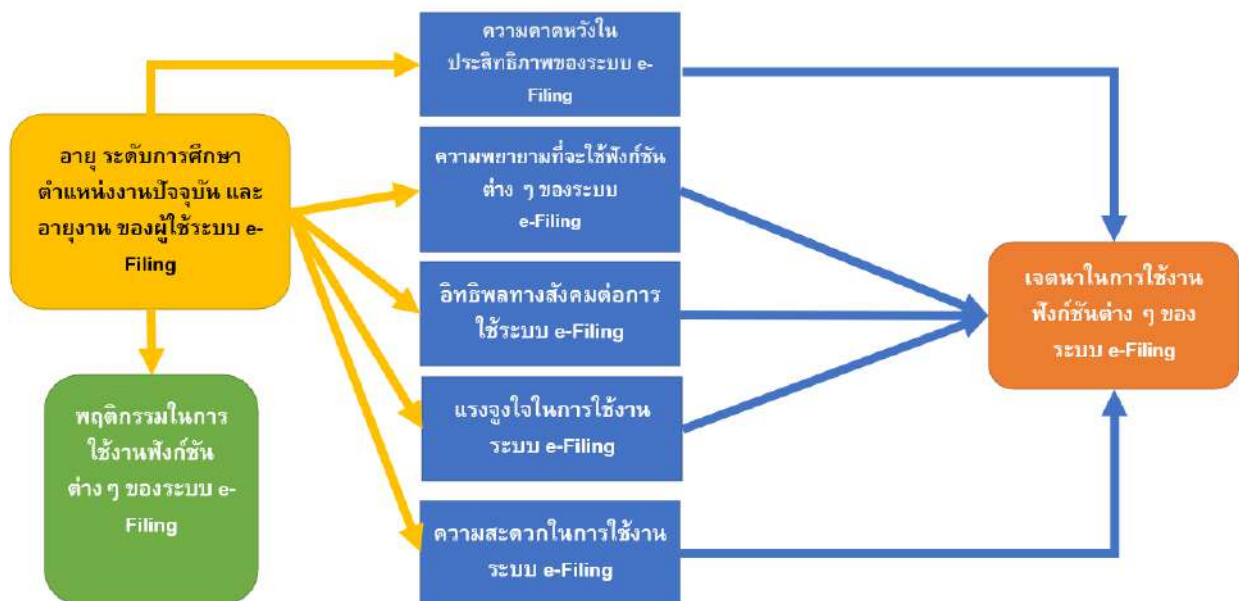 ความคาดหวังใน
ประสิทธิภาพของระบบ e-
Filing
อายุ ระดับการศึกษา
ตำแหน่งงานปัจจุบัน และ
อายุงาน ของผู้ใช้ระบบ e-
Filing
ความพยายามที่จะใช้ฟังก์ชัน
ต่าง ๆ ของระบบ
e-Filing
อิทธิพลทางสังคมต่อการ
ใช้ระบบ e-Filing
เจตนาในการใช้งาน
ฟังก์ชันต่าง ๆ ของ
ระบบ e-Filing
พฤติกรรมในการ
ใช้งานฟังก์ชัน
ต่าง ๆ ของระบบ e-
Filing
แรงจูงใจในการใช้งาน
ระบบ e-Filing
ความสะดวกในการใช้งาน
ระบบ e-Filing